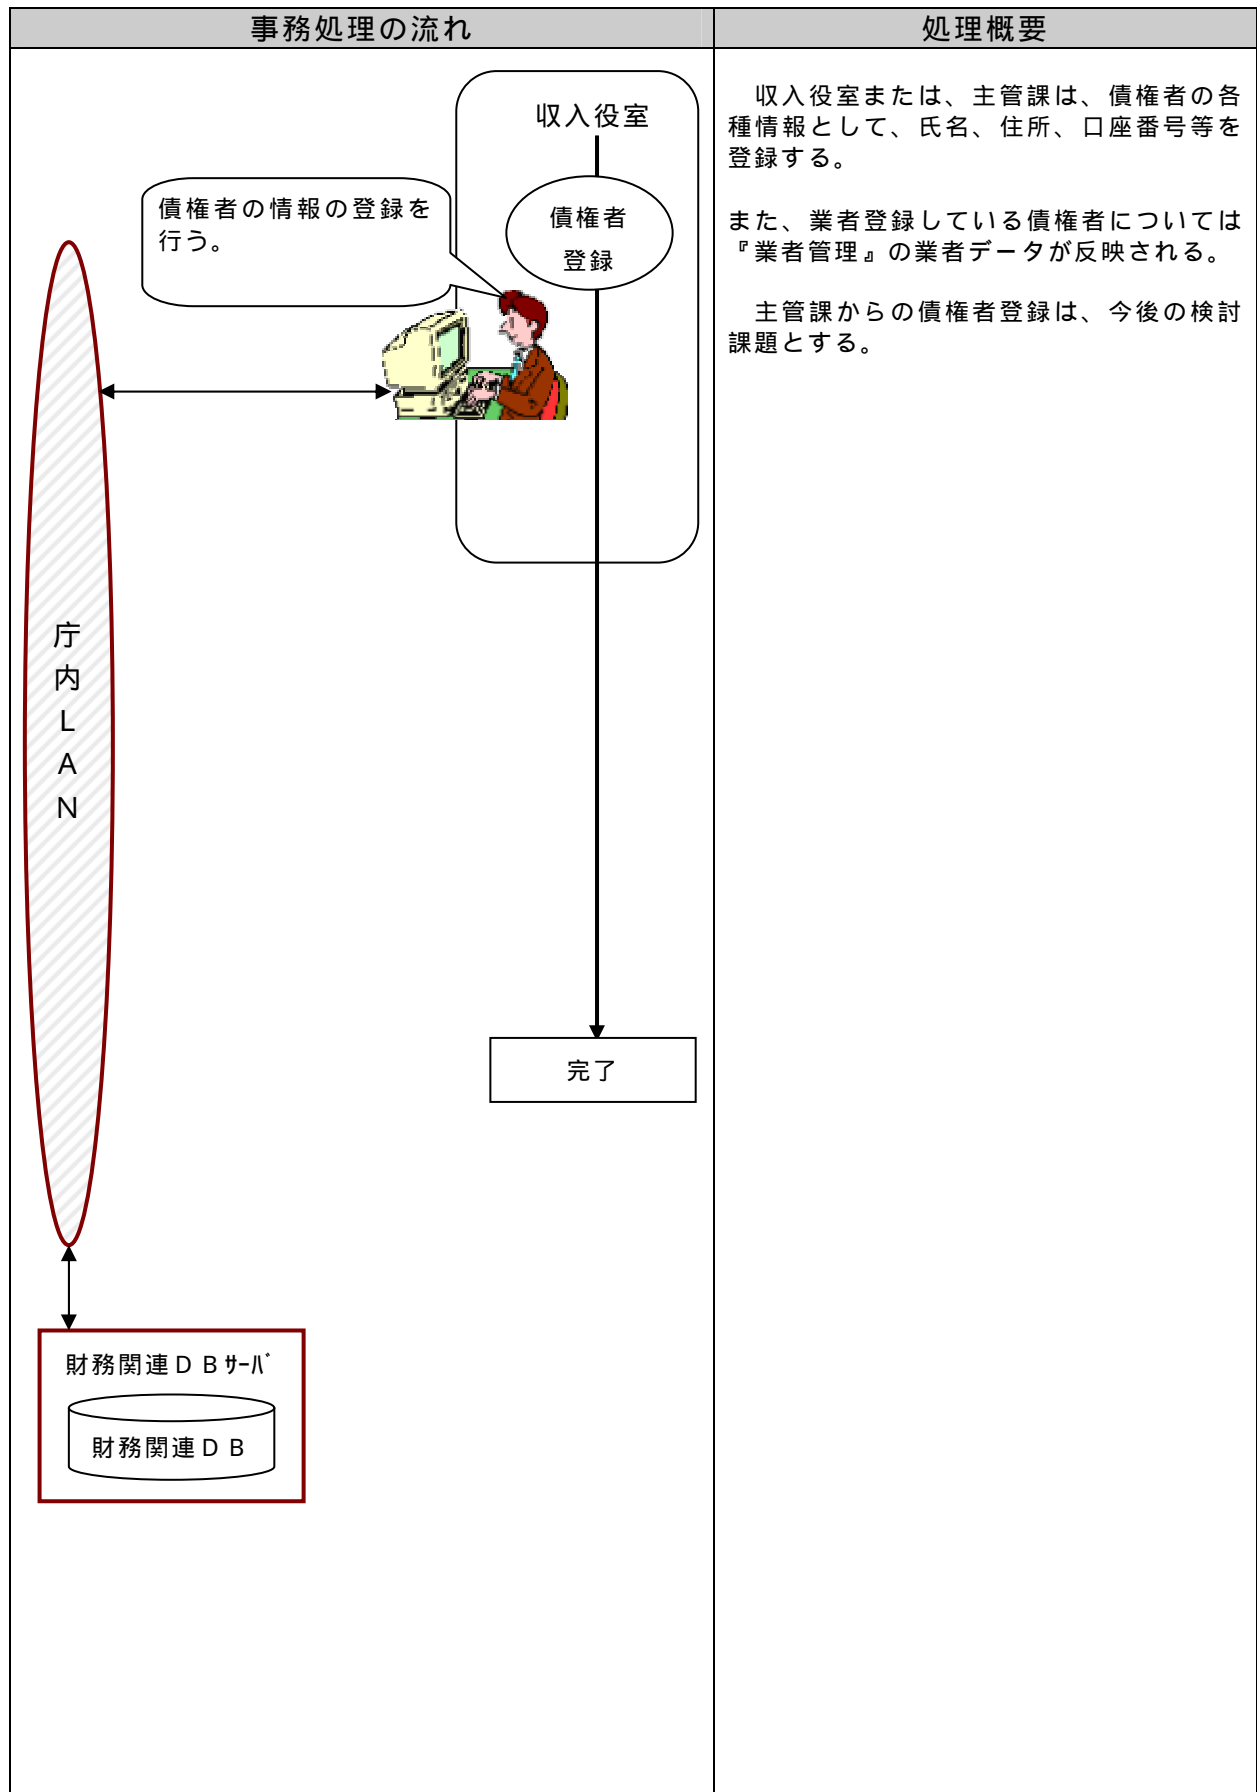 事務処理の流れ
処理概要
収入役室
債権者の情報の登録を
行う。
債権者
登録
庁
内
Ｌ
Ａ
Ｎ
完了
財務関連ＤＢｻｰﾊﾞ
財務関連ＤＢ
　収入役室または、主管課は、債権者の各
種情報として、氏名、住所、口座番号等を
登録する。
また、業者登録している債権者については
『業者管理』の業者データが反映される。
　主管課からの債権者登録は、今後の検討
課題とする。